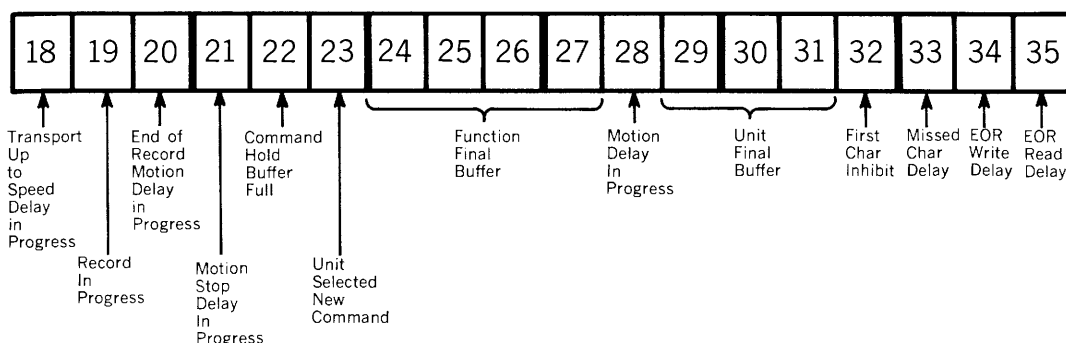 18 19 20 21 22 23 24 25 26 27 28 29 30 31 32 33 34 35
Transport
Up
to
Speed
Delay
in
Progress
Record
In
Progress
End of
Record
Motion
Delay
in
Progress
Motion
Stop
Delay
In
Progress
Command
Hold
Buffer
Full
Unit
Selected
New
Command
Function
Final
Buffer
Motion
Delay
In
Progress
Unit
Final
Buffer
First
Char
Inhibit
Missed
Char
Delay
EOR
Write
Delay
EOR
Read
Delay